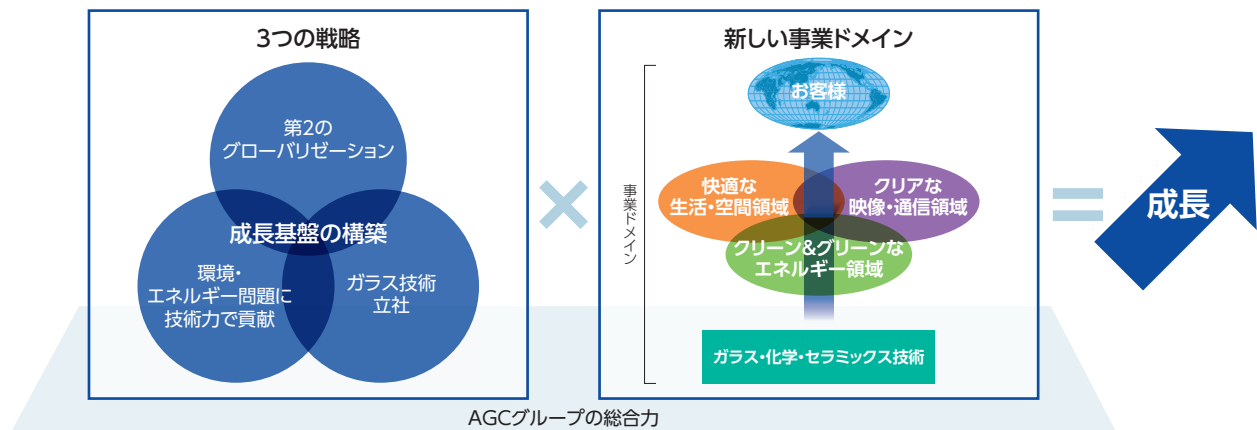 3つの戦略
第2の
グローバリゼーション
成長基盤の構築
環境・
エネルギー問題に
技術力で貢献
ガラス技術
立社
×
新しい事業ドメイン
事業ドメイン
お客様
快適な
生活・空間領域
クリアな
映像・通信領域
クリーン&グリーンな
エネルギー領域
ガラス・化学・セラミックス技術
=
成長
AGCグループの総合力